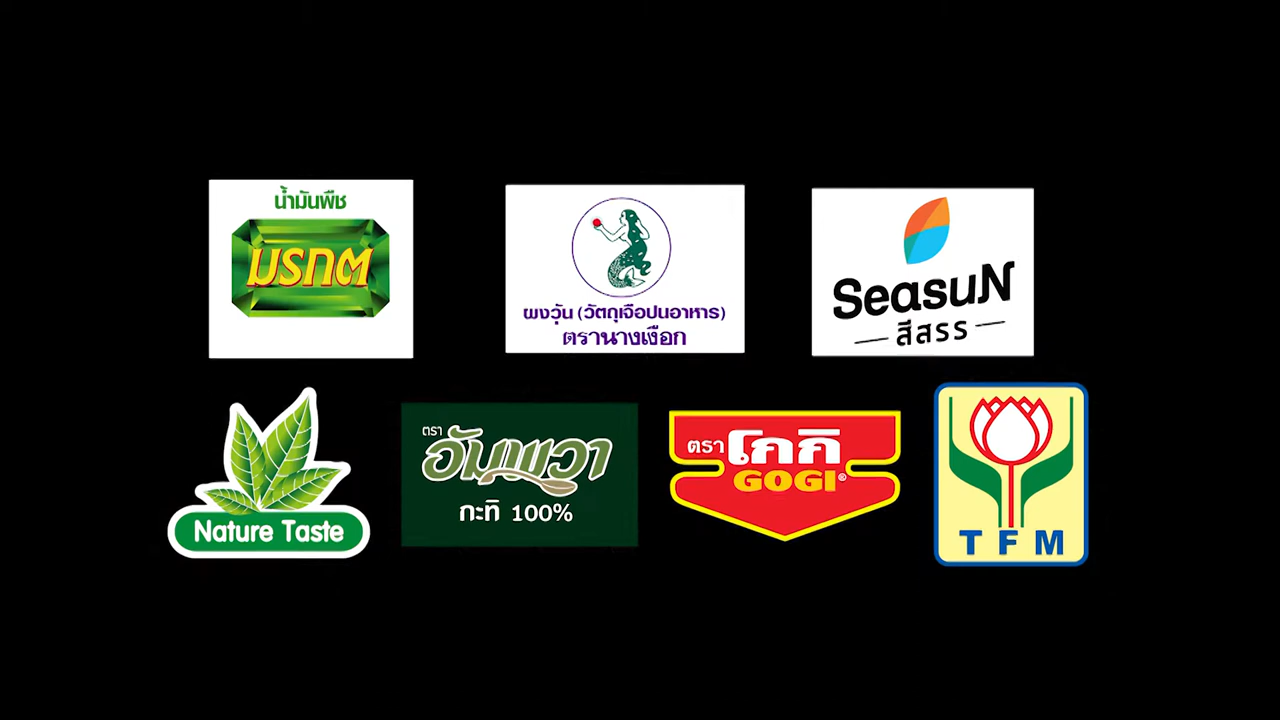 น้ำมันพืช
มรกต
ผงวุ้น (วัตถุเจือปนอาหาร)
ตรานางเงือก
SeasuN
สีสรร
Nature Taste
ตรา อัมพวา
กะทิ 100%
ตรา โกกิ
GOGI®
TFM